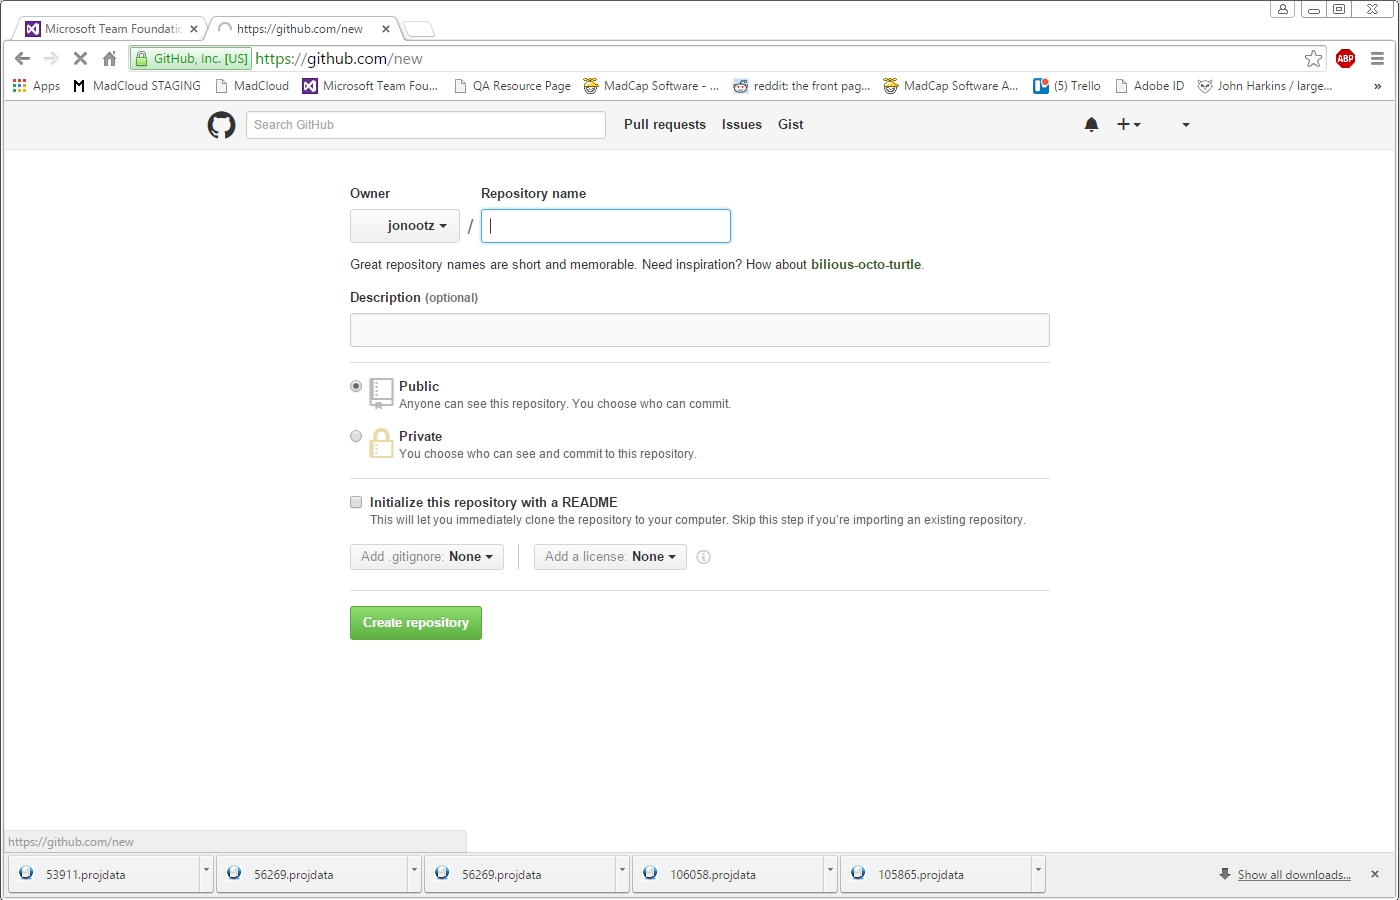 Microsoft Team Foundatic
https://github.com/new
GitHub, Inc. [US]
https://github.com/new
ABP
Apps
MadCloud STAGING
MadCloud
Microsoft Team Fou...
QA Resource Page
MadCap Software - ...
reddit: the front pag...
MadCap Software A...
(5) Trello
Adobe ID
John Harkins / large...
»
Search GitHub
Pull requests
Issues
Gist
Owner
Repository name
jonootz
/
Great repository names are short and memorable. Need inspiration? How about bilious-octo-turtle.
Description (optional)
Public
Anyone can see this repository. You choose who can commit.
Private
You choose who can see and commit to this repository.
Initialize this repository with a README
This will let you immediately clone the repository to your computer. Skip this step if you're importing an existing repository.
Add .gitignore: None
Add a license: None
Create repository
https://github.com/new
53911.projdata
56269.projdata
56269.projdata
106058.projdata
105865.projdata
Show all downloads...